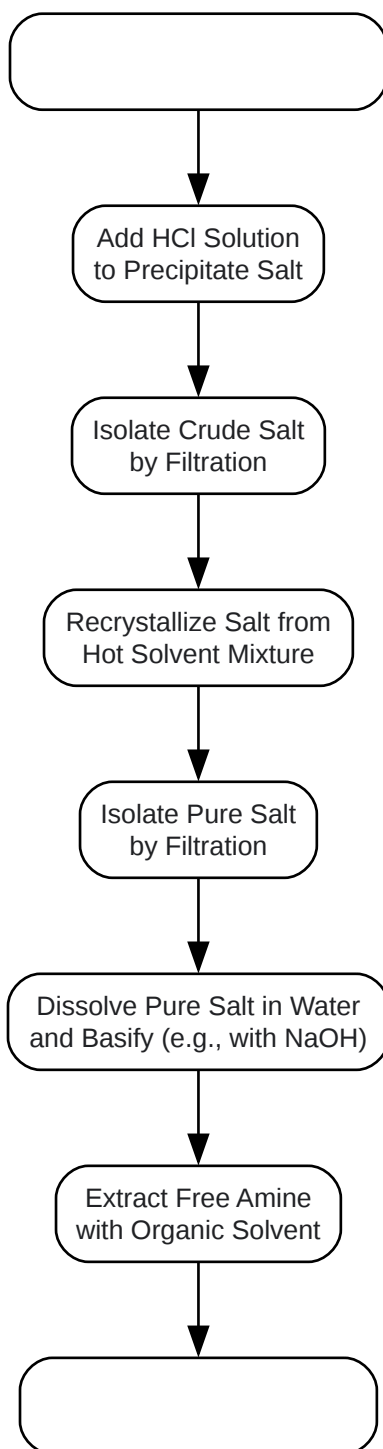 Add HCl Solution
to Precipitate Salt
Isolate Crude Salt
by Filtration
Recrystallize Salt from
Hot Solvent Mixture
Isolate Pure Salt
by Filtration
Dissolve Pure Salt in Water
and Basify (e.g., with NaOH)
Extract Free Amine
with Organic Solvent